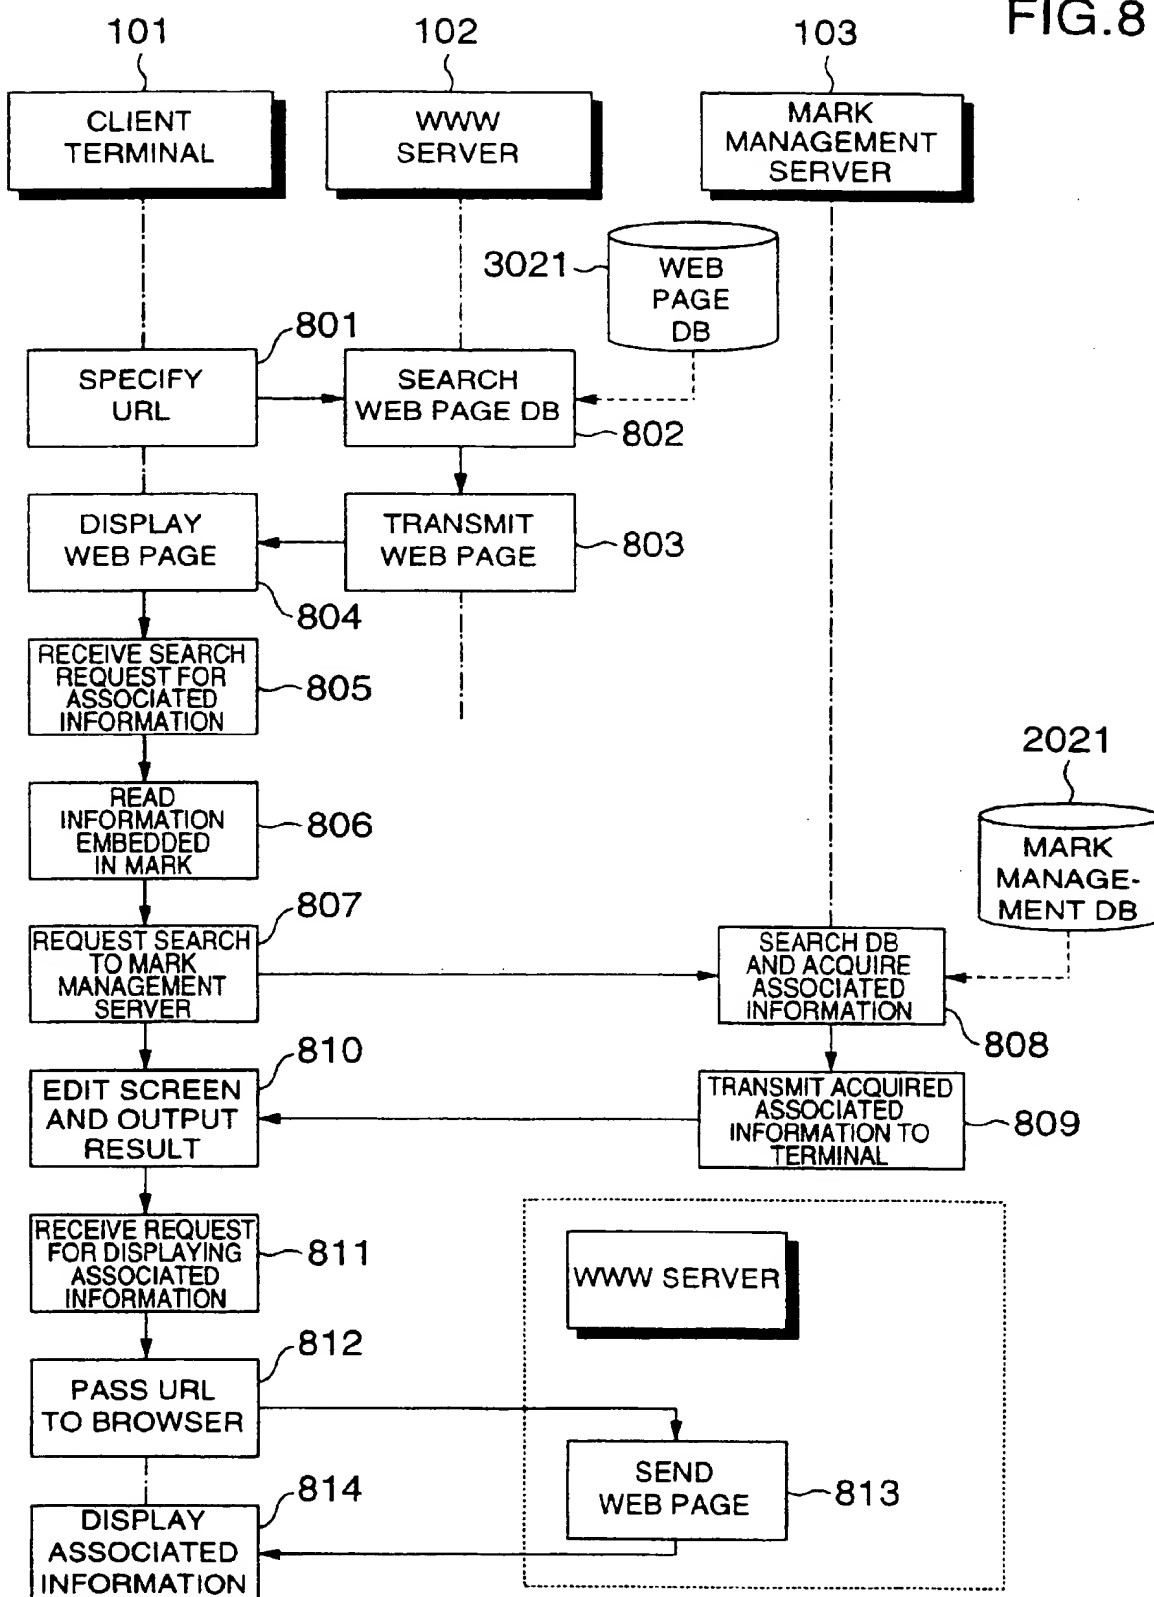 FIG.8
101
102
103
CLIENT
TERMINAL
WWW
SERVER
MARK
MANAGEMENT
SERVER
3021
WEB
PAGE
DB
801
SPECIFY
URL
SEARCH
WEB PAGE DB
802
DISPLAY
WEB PAGE
TRANSMIT
WEB PAGE
803
804
RECEIVE SEARCH
REQUEST FOR
ASSOCIATED
INFORMATION
805
2021
READ
INFORMATION
EMBEDDED
IN MARK
806
MARK
MANAGE-
MENT DB
807
REQUEST SEARCH
TO MARK
MANAGEMENT
SERVER
SEARCH DB
AND ACQUIRE
ASSOCIATED
INFORMATION
808
810
EDIT SCREEN
AND OUTPUT
RESULT
TRANSMIT ACQUIRED
ASSOCIATED
INFORMATION TO
TERMINAL
809
RECEIVE REQUEST
FOR DISPLAYING
ASSOCIATED
INFORMATION
811
WWW SERVER
812
PASS URL
TO BROWSER
SEND
WEB PAGE
813
814
DISPLAY
ASSOCIATED
INFORMATION